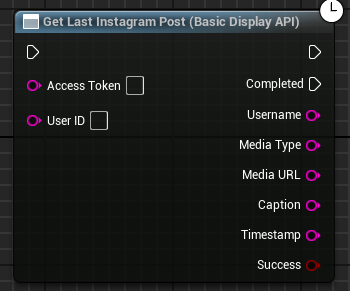 Get Last Instagram Post (Basic Display API)
Completed
Access Token
Username
User ID
Media Type
Media URL
Caption
Timestamp
Success